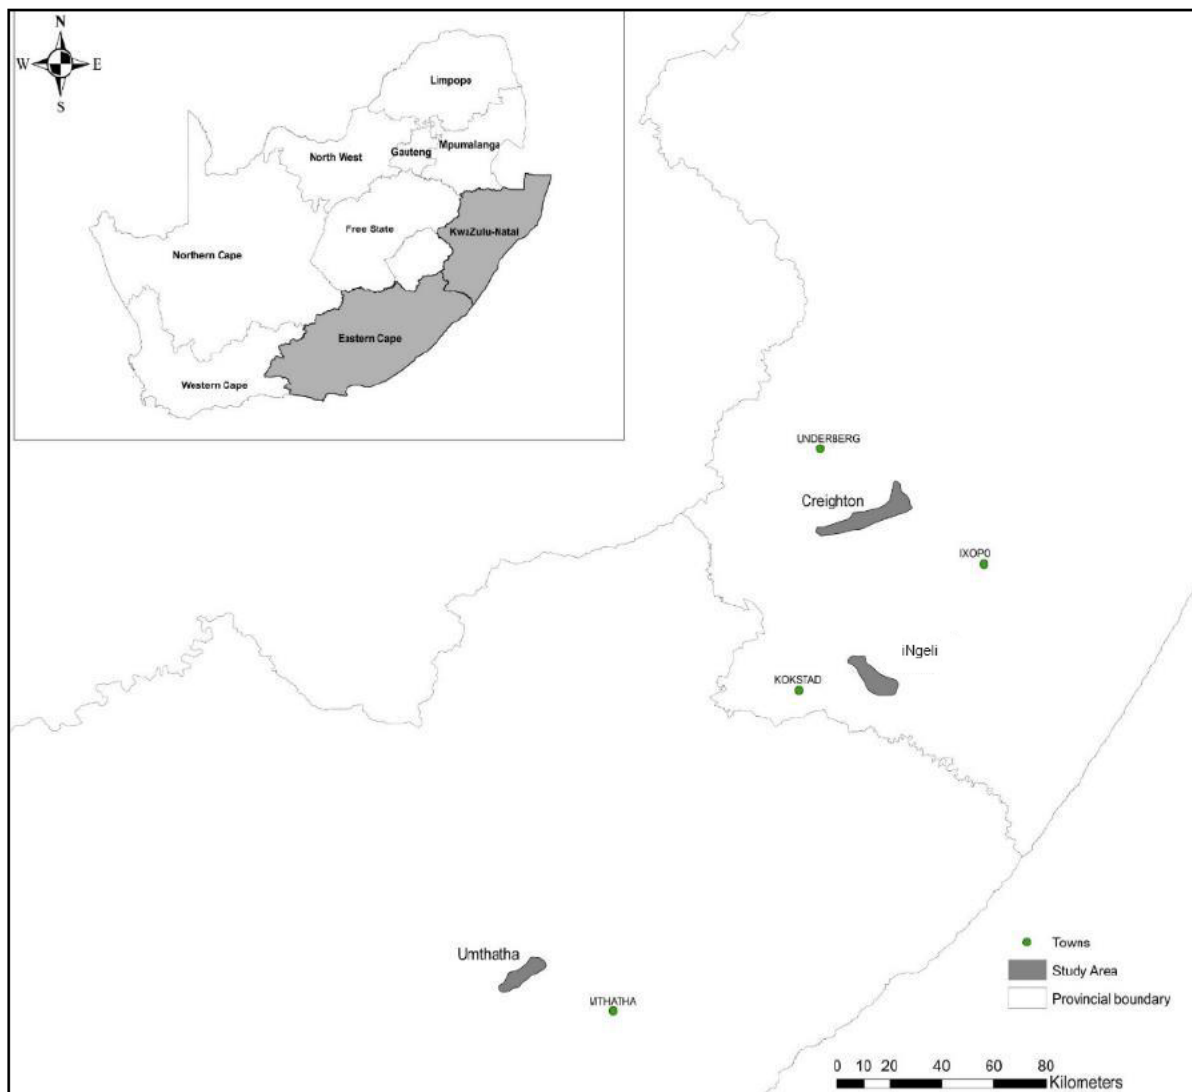 N
W E
S
Limpopo
Mpumalanga
Gauteng
North West
KwaZulu-Natal
Free State
Northern Cape
Eastern Cape
Western Cape
UNDERBERG
Creighton
IXOPO
iNgeli
KOKSTAD
Umthatha
MTHATHA
Towns
Study Area
Provincial boundary
0 10 20 40 60 80
Kilometers